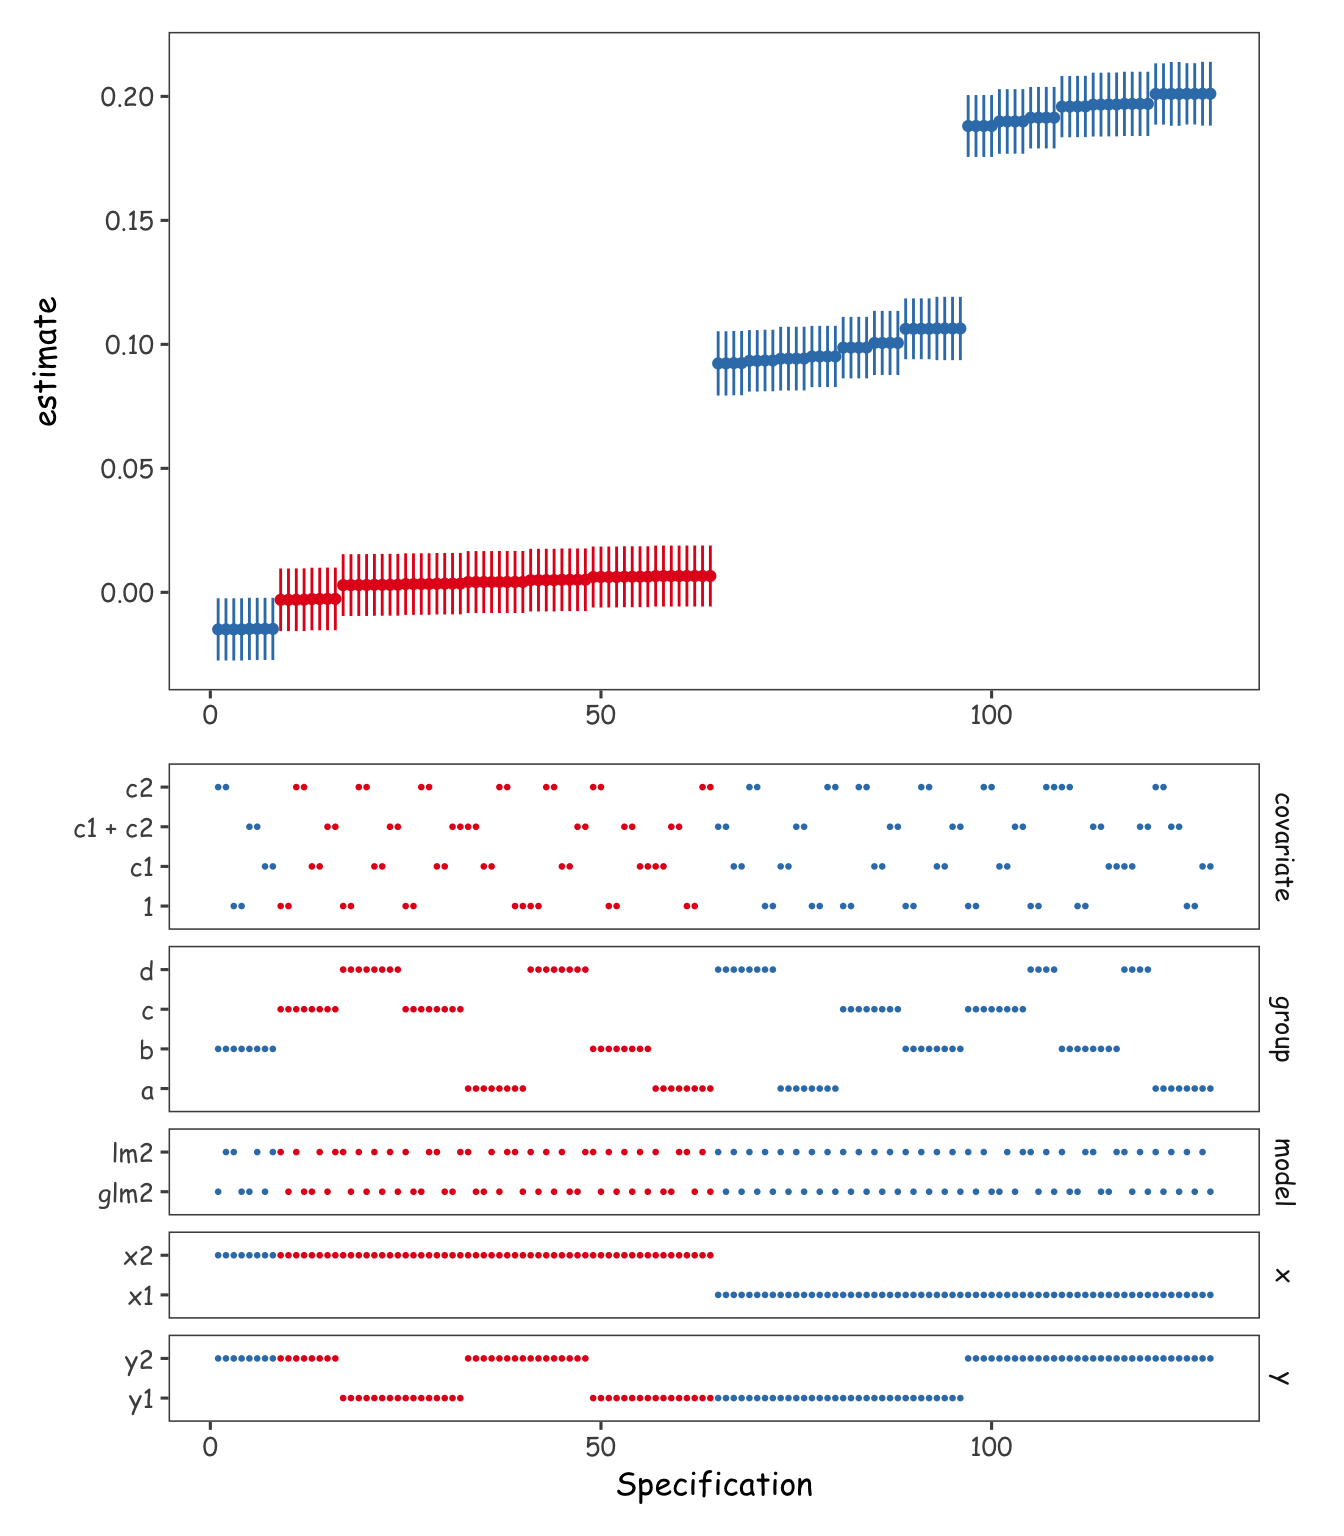 0.20
0.15
0.10
0.05
0.00
estimate
0 50 100
c2
c1 + c2
c1
1
covariate
d
c
b
a
group
lm2
glm2
model
x2
x1
x
y2
y1
y
0 50 100
Specification